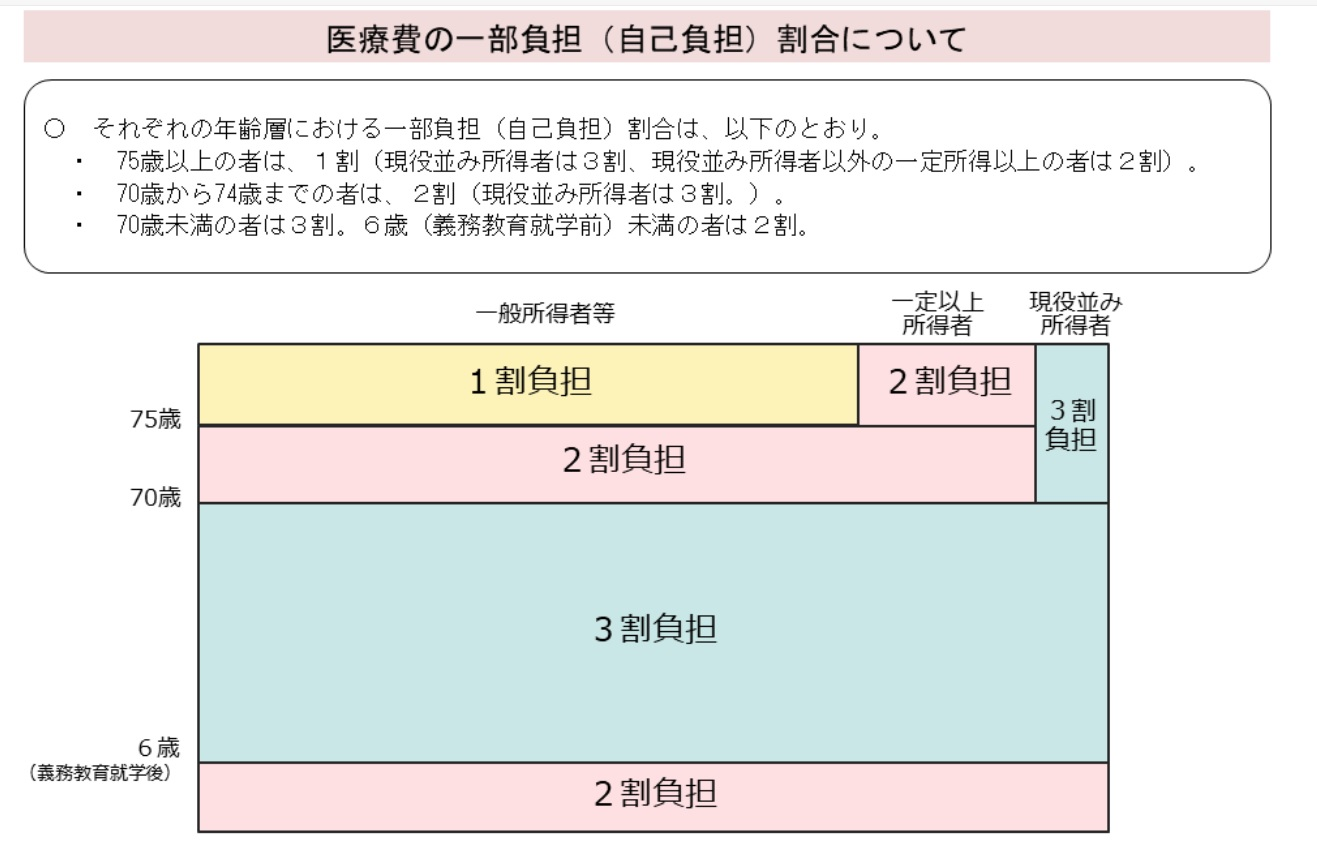 医療費の一部負担（自己負担）割合について
○　それぞれの年齢層における一部負担（自己負担）割合は、以下のとおり。
・　75歳以上の者は、１割（現役並み所得者は３割、現役並み所得者以外の一定所得以上の者は２割）。
・　70歳から74歳までの者は、２割（現役並み所得者は３割。）。
・　70歳未満の者は３割。６歳（義務教育就学前）未満の者は２割。
一般所得者等
一定以上
所得者
現役並み
所得者
１割負担
２割負担
３割
負担
75歳
２割負担
70歳
３割負担
６歳
（義務教育就学後）
２割負担